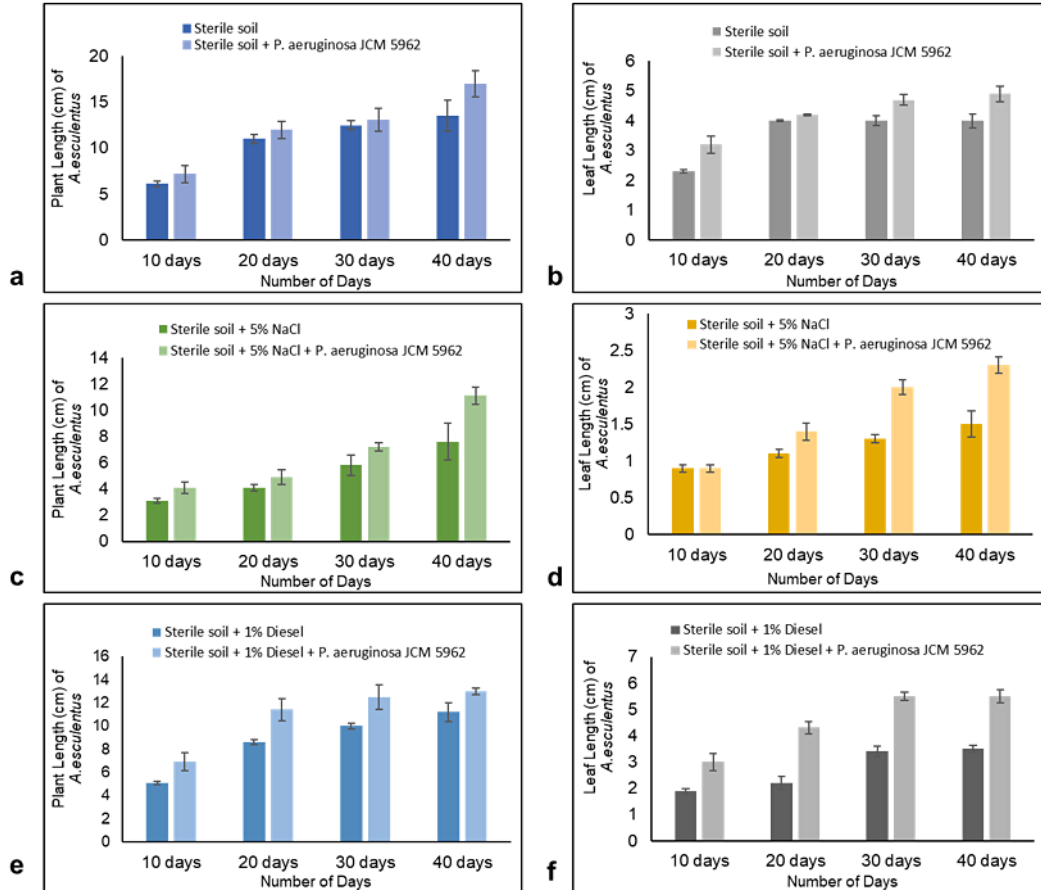 Sterile soil
Sterile soil + P. aeruginosa JCM 5962
Plant Length (cm) of
A.esculentus
20
15
10
5
0
10 days 20 days 30 days 40 days
Number of Days
a
Sterile soil
Sterile soil + P. aeruginosa JCM 5962
Leaf Length (cm) of
A.esculentus
6
5
4
3
2
1
0
10 days 20 days 30 days 40 days
Number of Days
b
Sterile soil + 5% NaCl
Sterile soil + 5% NaCl + P. aeruginosa JCM 5962
Plant Length (cm) of
A.esculentus
14
12
10
8
6
4
2
0
10 days 20 days 30 days 40 days
Number of Days
c
Sterile soil + 5% NaCl
Sterile soil + 5% NaCl + P. aeruginosa JCM 5962
Leaf Length (cm) of
A.esculentus
3
2.5
2
1.5
1
0.5
0
10 days 20 days 30 days 40 days
Number of Days
d
Sterile soil + 1% Diesel
Sterile soil + 1% Diesel + P. aeruginosa JCM 5962
Plant Length (cm) of
A.esculentus
16
14
12
10
8
6
4
2
0
10 days 20 days 30 days 40 days
Number of Days
e
Sterile soil + 1% Diesel
Sterile soil + 1% Diesel + P. aeruginosa JCM 5962
Leaf Length (cm) of
A.esculentus
7
6
5
4
3
2
1
0
10 days 20 days 30 days 40 days
Number of Days
f